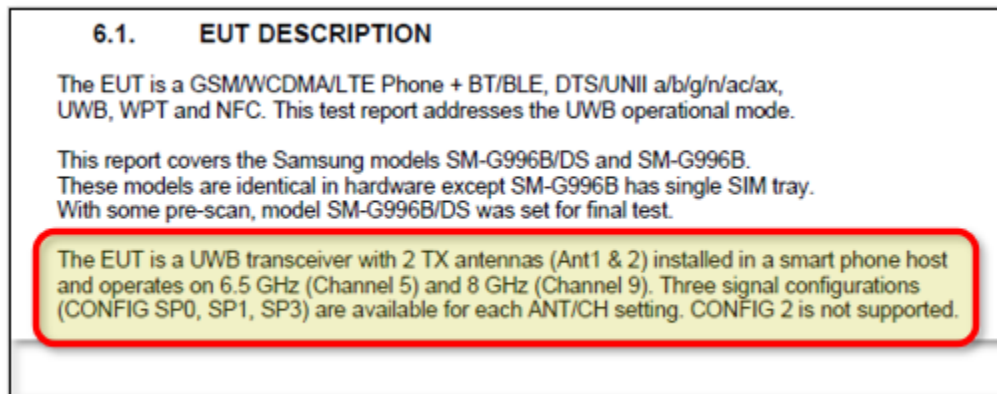 6.1. EUT DESCRIPTION
The EUT is a GSM/WCDMA/LTE Phone + BT/BLE, DTS/UNII a/b/g/n/ac/ax,
UWB, WPT and NFC. This test report addresses the UWB operational mode.
This report covers the Samsung models SM-G996B/DS and SM-G996B.
These models are identical in hardware except SM-G996B has single SIM tray.
With some pre-scan, model SM-G996B/DS was set for final test.
The EUT is a UWB transceiver with 2 TX antennas (Ant1 & 2) installed in a smart phone host
and operates on 6.5 GHz (Channel 5) and 8 GHz (Channel 9). Three signal configurations
(CONFIG SP0, SP1, SP3) are available for each ANT/CH setting. CONFIG 2 is not supported.